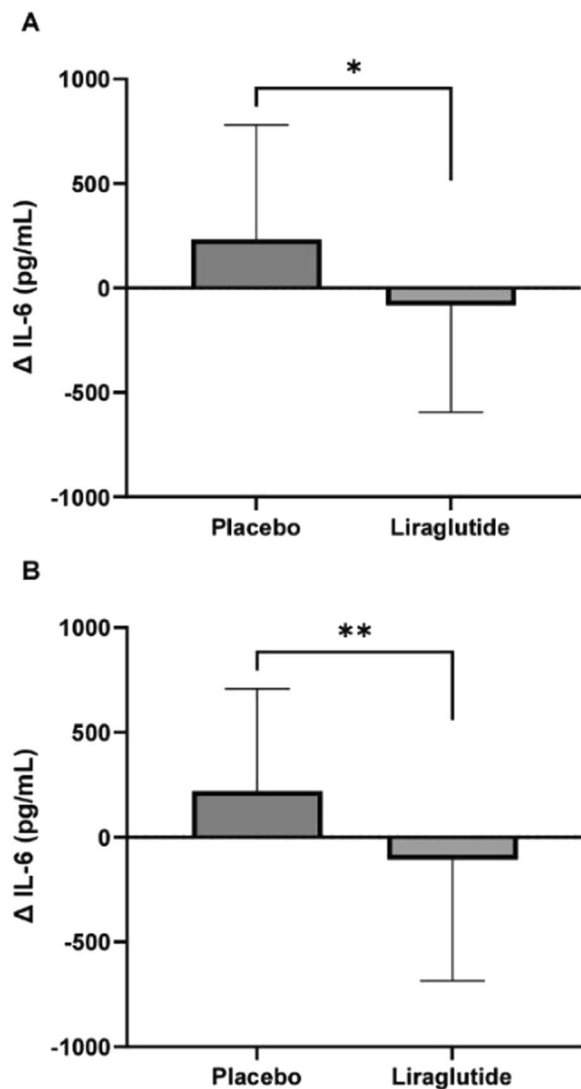 A
*
1000
500
0
-500
-1000
Δ IL-6 (pg/mL)
Placebo Liraglutide
B
**
1000
500
0
-500
-1000
Δ IL-6 (pg/mL)
Placebo Liraglutide